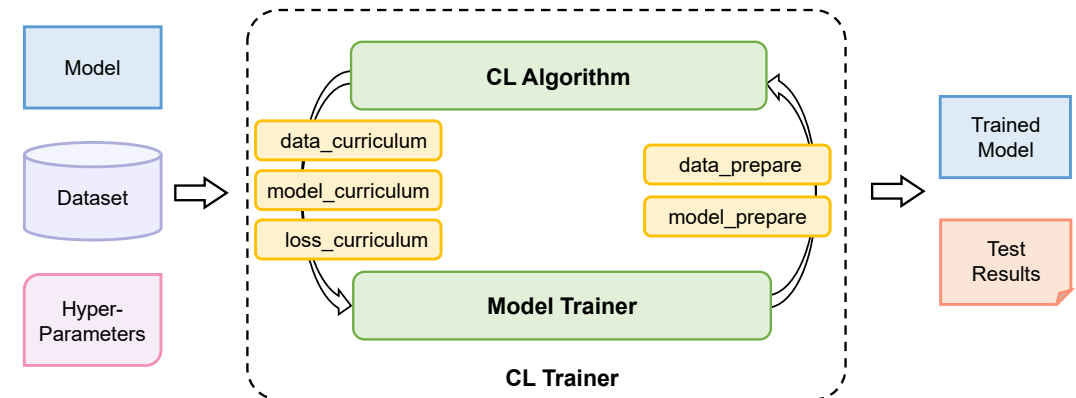 Model
Dataset
Hyper-
Parameters
CL Algorithm
data_curriculum
model_curriculum
loss_curriculum
data_prepare
model_prepare
Model Trainer
CL Trainer
Trained
Model
Test
Results